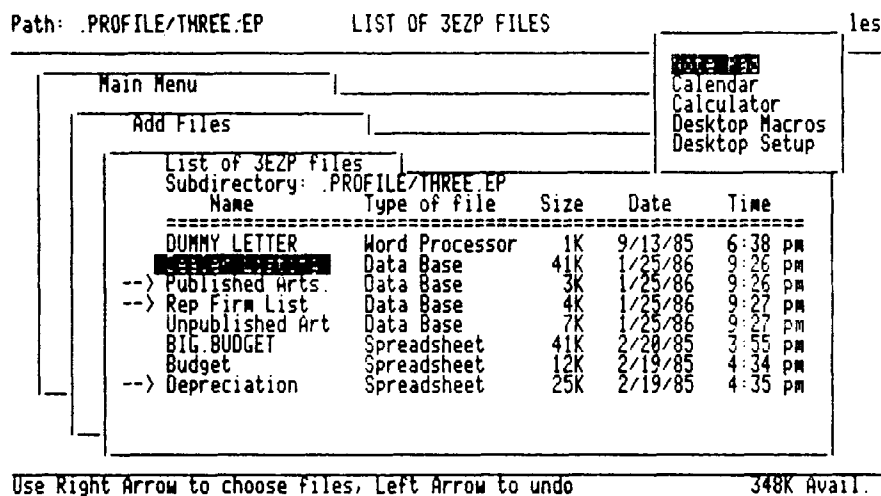 Path: .PROFILE/THREE.EP LIST OF 3EZP FILES les
Calendar
Calculator
Desktop Macros
Desktop Setup
Main Menu
Add Files
List of 3EZP files
Subdirectory: .PROFILE/THREE.EP
Name Type of file Size Date Time
DUMMY LETTER Word Processor 1K 9/13/85 6:38 pm
Data Base 41K 1/25/86 9:26 pm
--> Published Arts. Data Base 3K 1/25/86 9:26 pm
--> Rep Firm List Data Base 4K 1/25/86 9:27 pm
Unpublished Art Data Base 7K 1/25/86 9:27 pm
BIG.BUDGET Spreadsheet 41K 2/20/85 3:55 pm
Budget Spreadsheet 12K 2/19/85 4:34 pm
--> Depreciation Spreadsheet 25K 2/19/85 4:35 pm
Use Right Arrow to choose files, Left Arrow to undo 348K Avail.